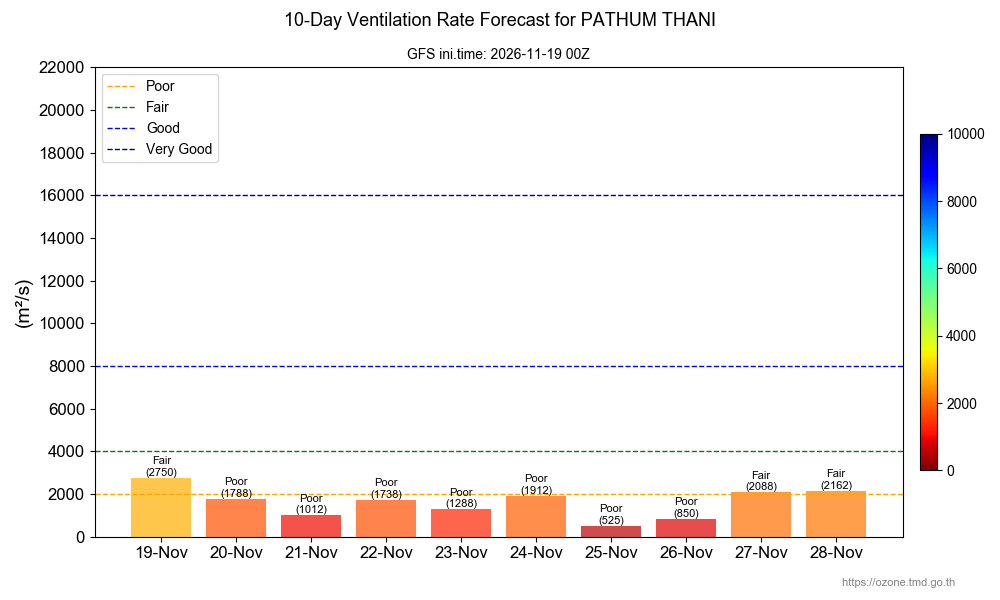 10-Day Ventilation Rate Forecast for PATHUM THANI
GFS ini.time: 2026-11-19 00Z
(m²/s)
22000
20000
18000
16000
14000
12000
10000
8000
6000
4000
2000
0
Poor
Fair
Good
Very Good
Fair
(2750)
Poor
(1788)
Poor
(1012)
Poor
(1738)
Poor
(1288)
Poor
(1912)
Poor
(525)
Poor
(850)
Fair
(2088)
Fair
(2162)
19-Nov
20-Nov
21-Nov
22-Nov
23-Nov
24-Nov
25-Nov
26-Nov
27-Nov
28-Nov
10000
8000
6000
4000
2000
0
https://ozone.tmd.go.th